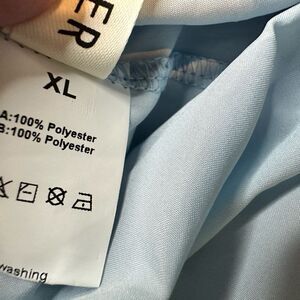 ER
XL
A:100% Polyester
B:100% Polyester
washing